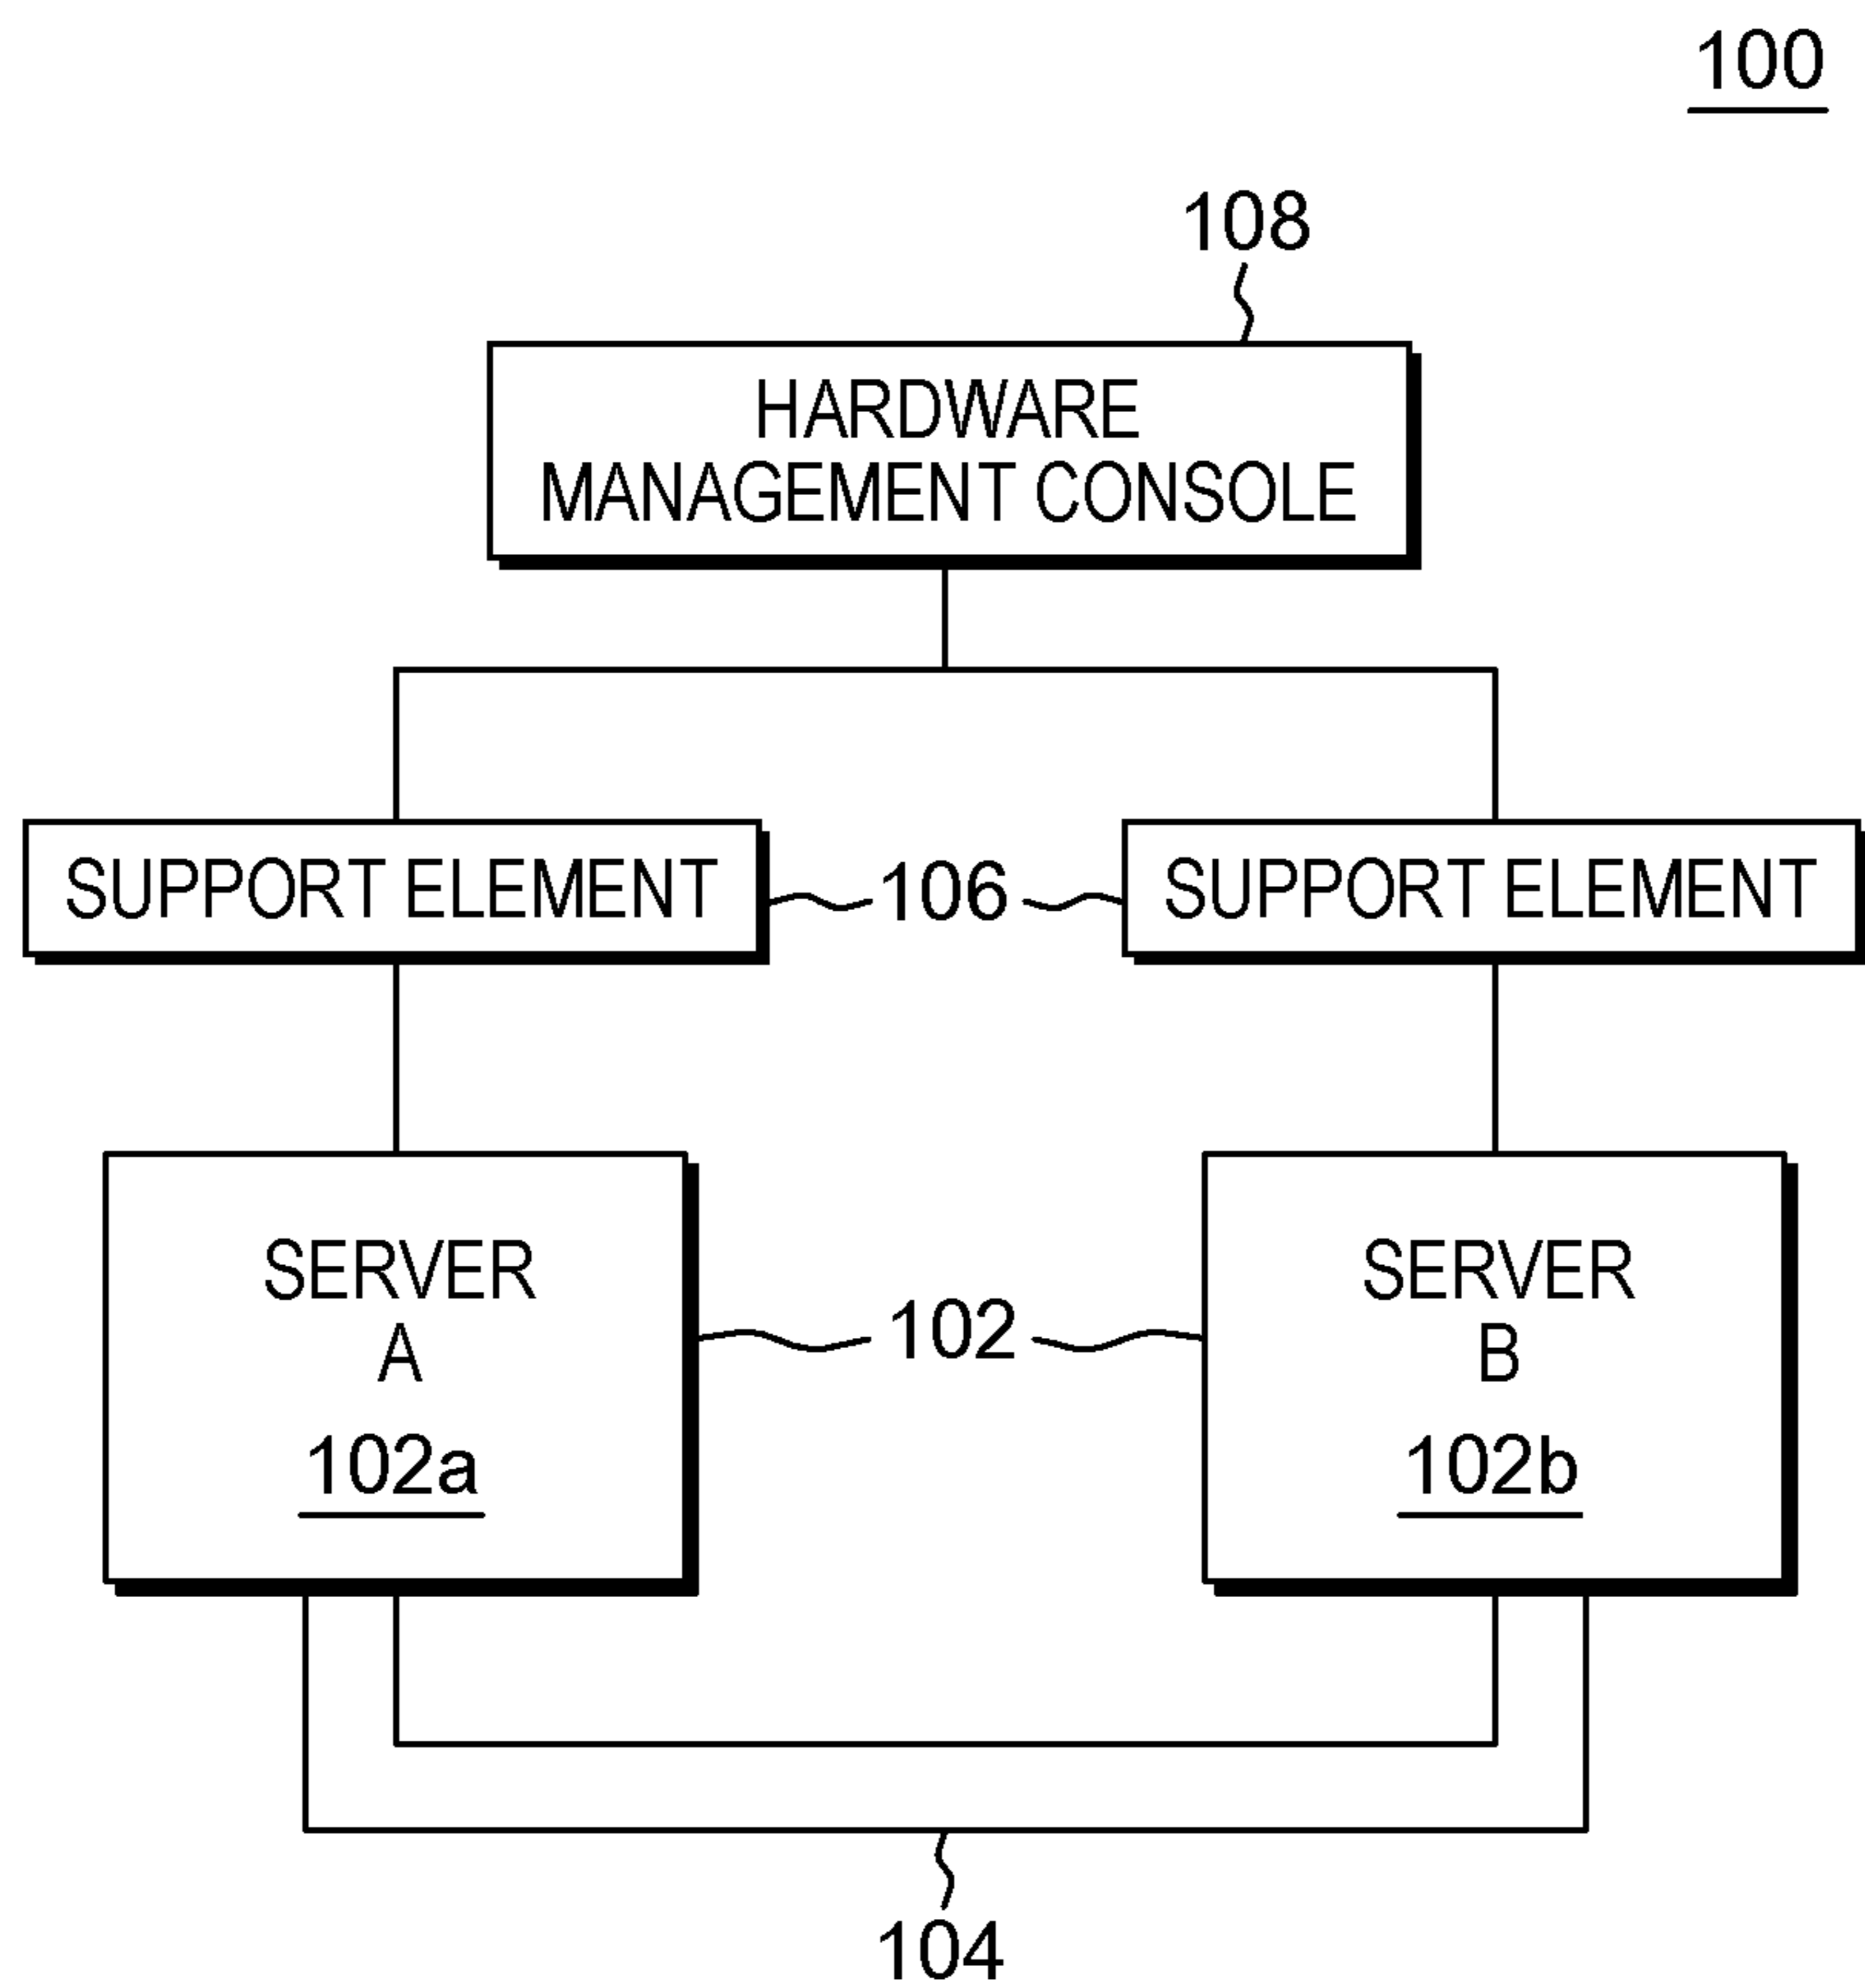 100
108
HARDWARE
MANAGEMENT CONSOLE
SUPPORT ELEMENT 106 SUPPORT ELEMENT
SERVER
A
102a
102
SERVER
B
102b
104